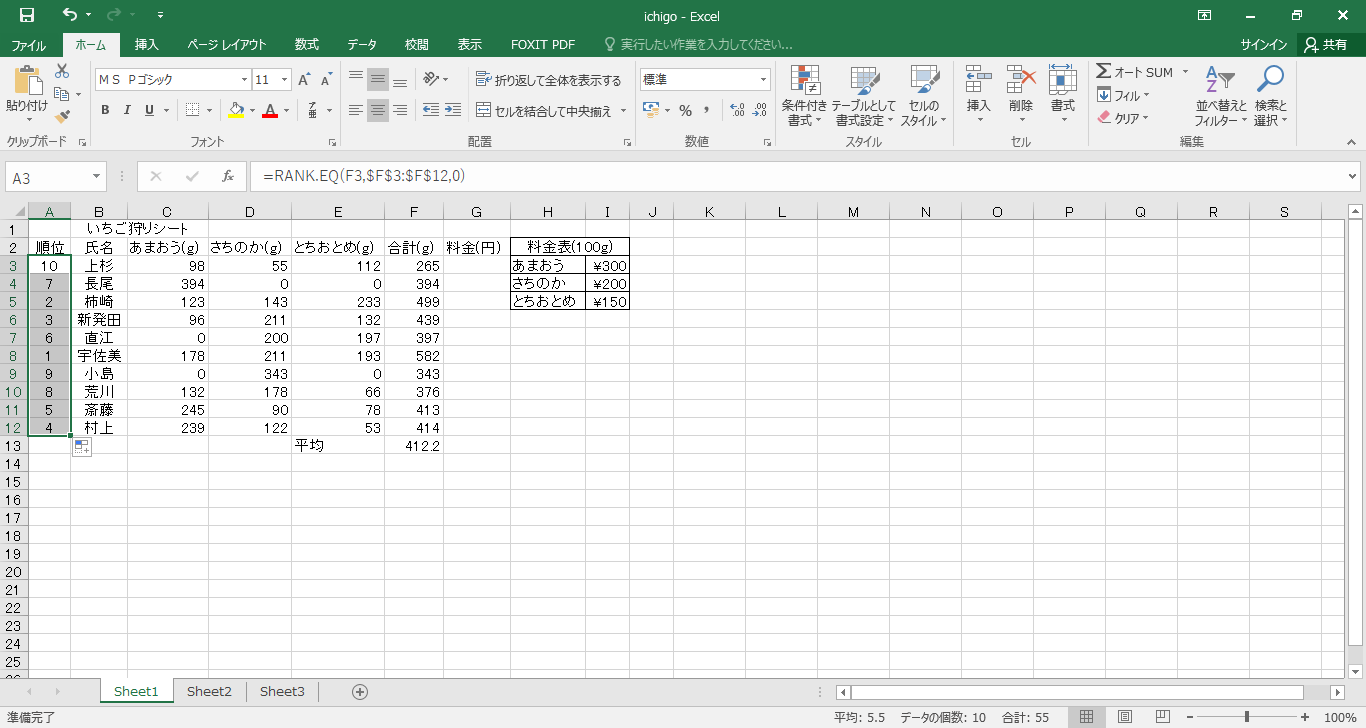 ichigo - Excel
ファイル ホーム 挿入 ページ レイアウト 数式 データ 校閲 表示 FOXIT PDF 実行したい作業を入力してください... サインイン 共有
貼り付け
クリップボード
ＭＳ Ｐゴシック 11
B I U A 亜
フォント
折り返して全体を表示する
セルを結合して中央揃え
配置
標準
% ,
数値
条件付き書式
テーブルとして書式設定
セルのスタイル
スタイル
挿入 削除 書式
セル
オート SUM
フィル
クリア
並べ替えとフィルター
検索と選択
編集
A3 fx =RANK.EQ(F3,$F$3:$F$12,0)
A B C D E F G H I J K L M N O P Q R S
1 いちご狩りシート
2 順位 氏名 あまおう(g) さちのか(g) とちおとめ(g) 合計(g) 料金(円) 料金表(100g)
3 10 上杉 98 55 112 265 あまおう ¥300
4 7 長尾 394 0 0 394 さちのか ¥200
5 2 柿崎 123 143 233 499 とちおとめ ¥150
6 3 新発田 96 211 132 439
7 6 直江 0 200 197 397
8 1 宇佐美 178 211 193 582
9 9 小島 0 343 0 343
10 8 荒川 132 178 66 376
11 5 斎藤 245 90 78 413
12 4 村上 239 122 53 414
13 平均 412.2
14
15
16
17
18
19
20
21
22
23
24
25
Sheet1 Sheet2 Sheet3
準備完了 平均: 5.5 データの個数: 10 合計: 55 100%